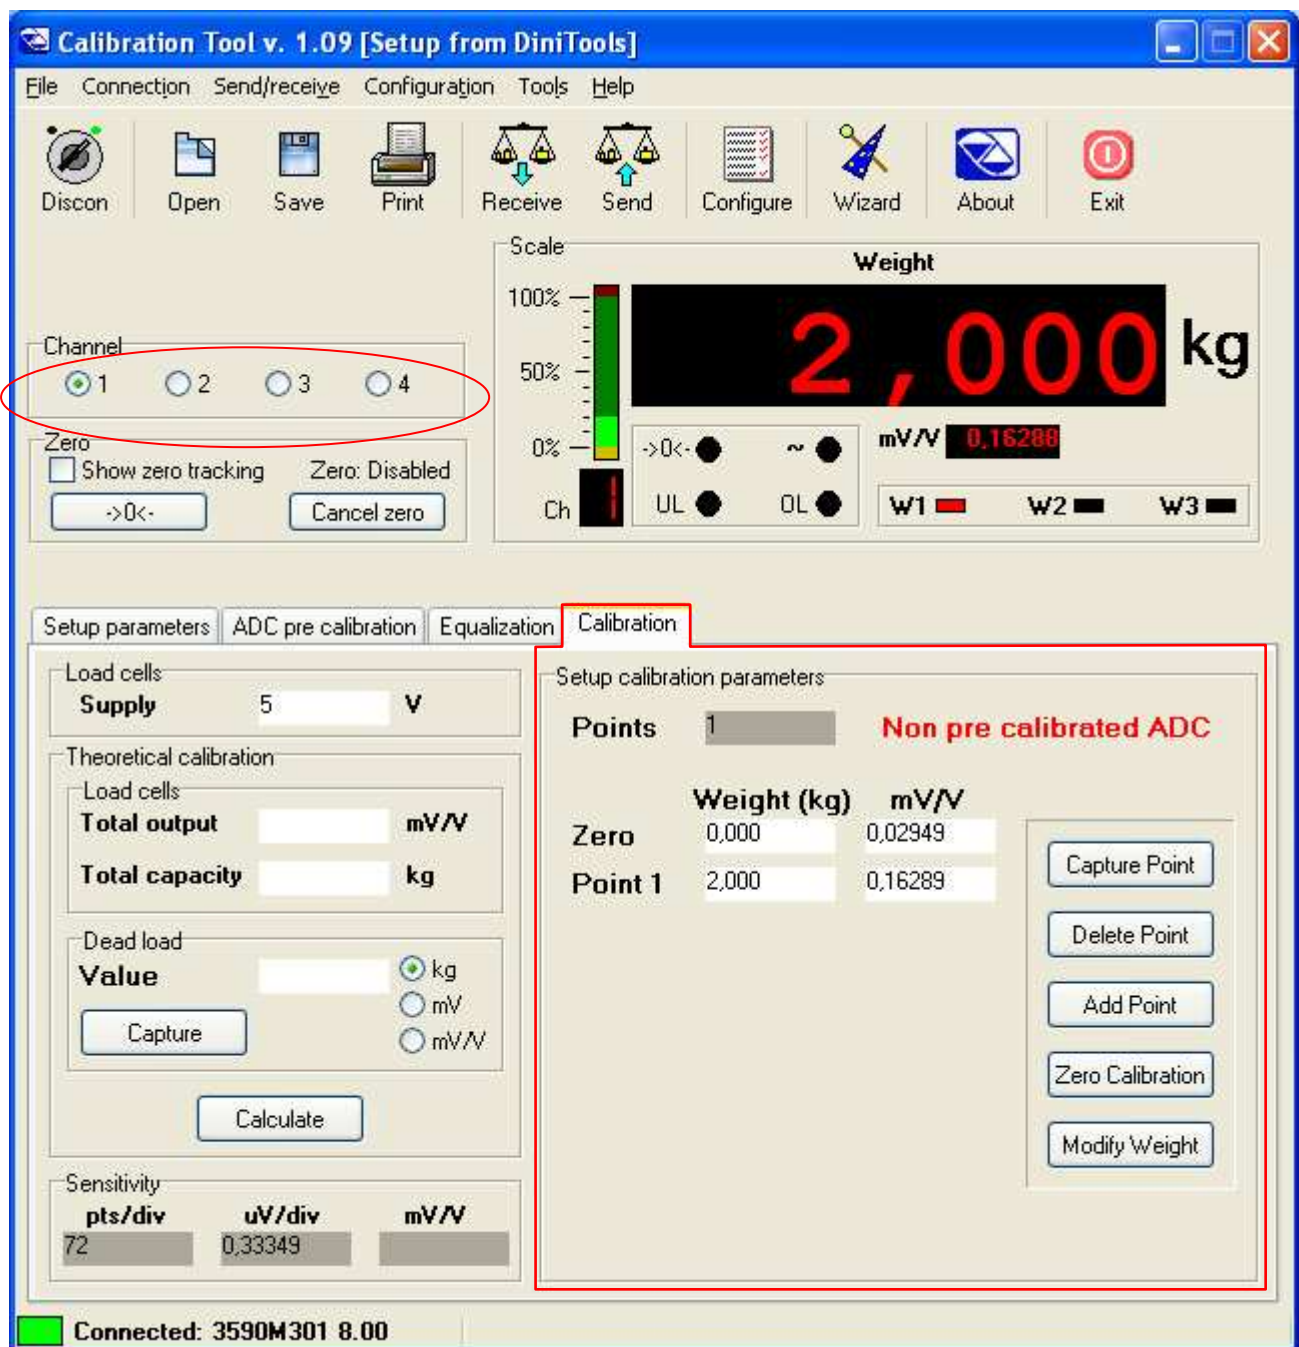 Calibration Tool v. 1.09 [Setup from DiniTools]
File Connection Send/receive Configuration Tools Help
Discon Open Save Print Receive Send Configure Wizard About Exit
Scale
Weight
100%
50%
0%
2,000 kg
Channel
1 2 3 4
Zero
Show zero tracking Zero: Disabled
->0<- Cancel zero
->0<- ~
mV/V 0,16288
Ch 1 UL OL
W1 W2 W3
Setup parameters ADC pre calibration Equalization Calibration
Load cells
Supply 5 V
Theoretical calibration
Load cells
Total output mV/V
Total capacity kg
Dead load
Value kg
mV
mV/V
Capture
Calculate
Sensitivity
pts/div uV/div mV/V
72 0,33349
Setup calibration parameters
Points 1 Non pre calibrated ADC
Weight (kg) mV/V
Zero 0,000 0,02949
Point 1 2,000 0,16289
Capture Point
Delete Point
Add Point
Zero Calibration
Modify Weight
Connected: 3590M301 8.00